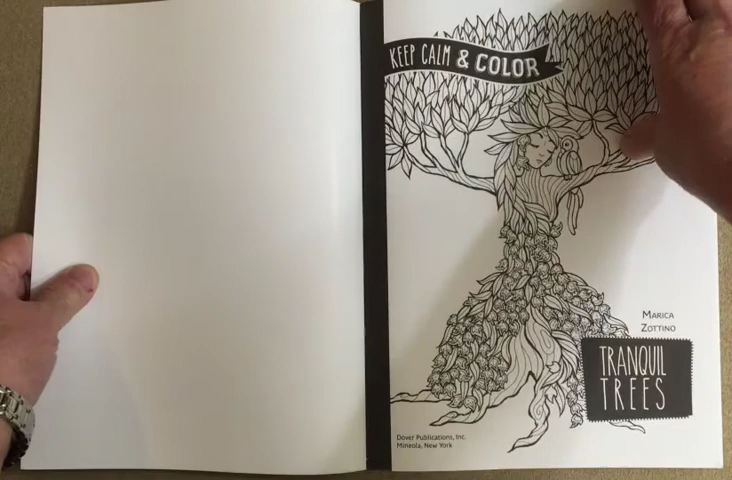 KEEP CALM & COLOR
MARICA
ZOTTINO
TRANQUIL
TREES
Dover Publications, Inc.
Mineola, New York